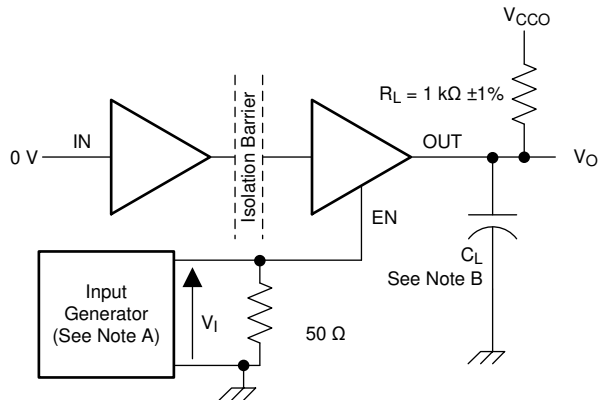 VCCO
RL = 1 kΩ ±1%
IN
OUT
0 V
Isolation Barrier
VO
EN
CL
See Note B
Input
Generator
(See Note A)
VI
50 Ω